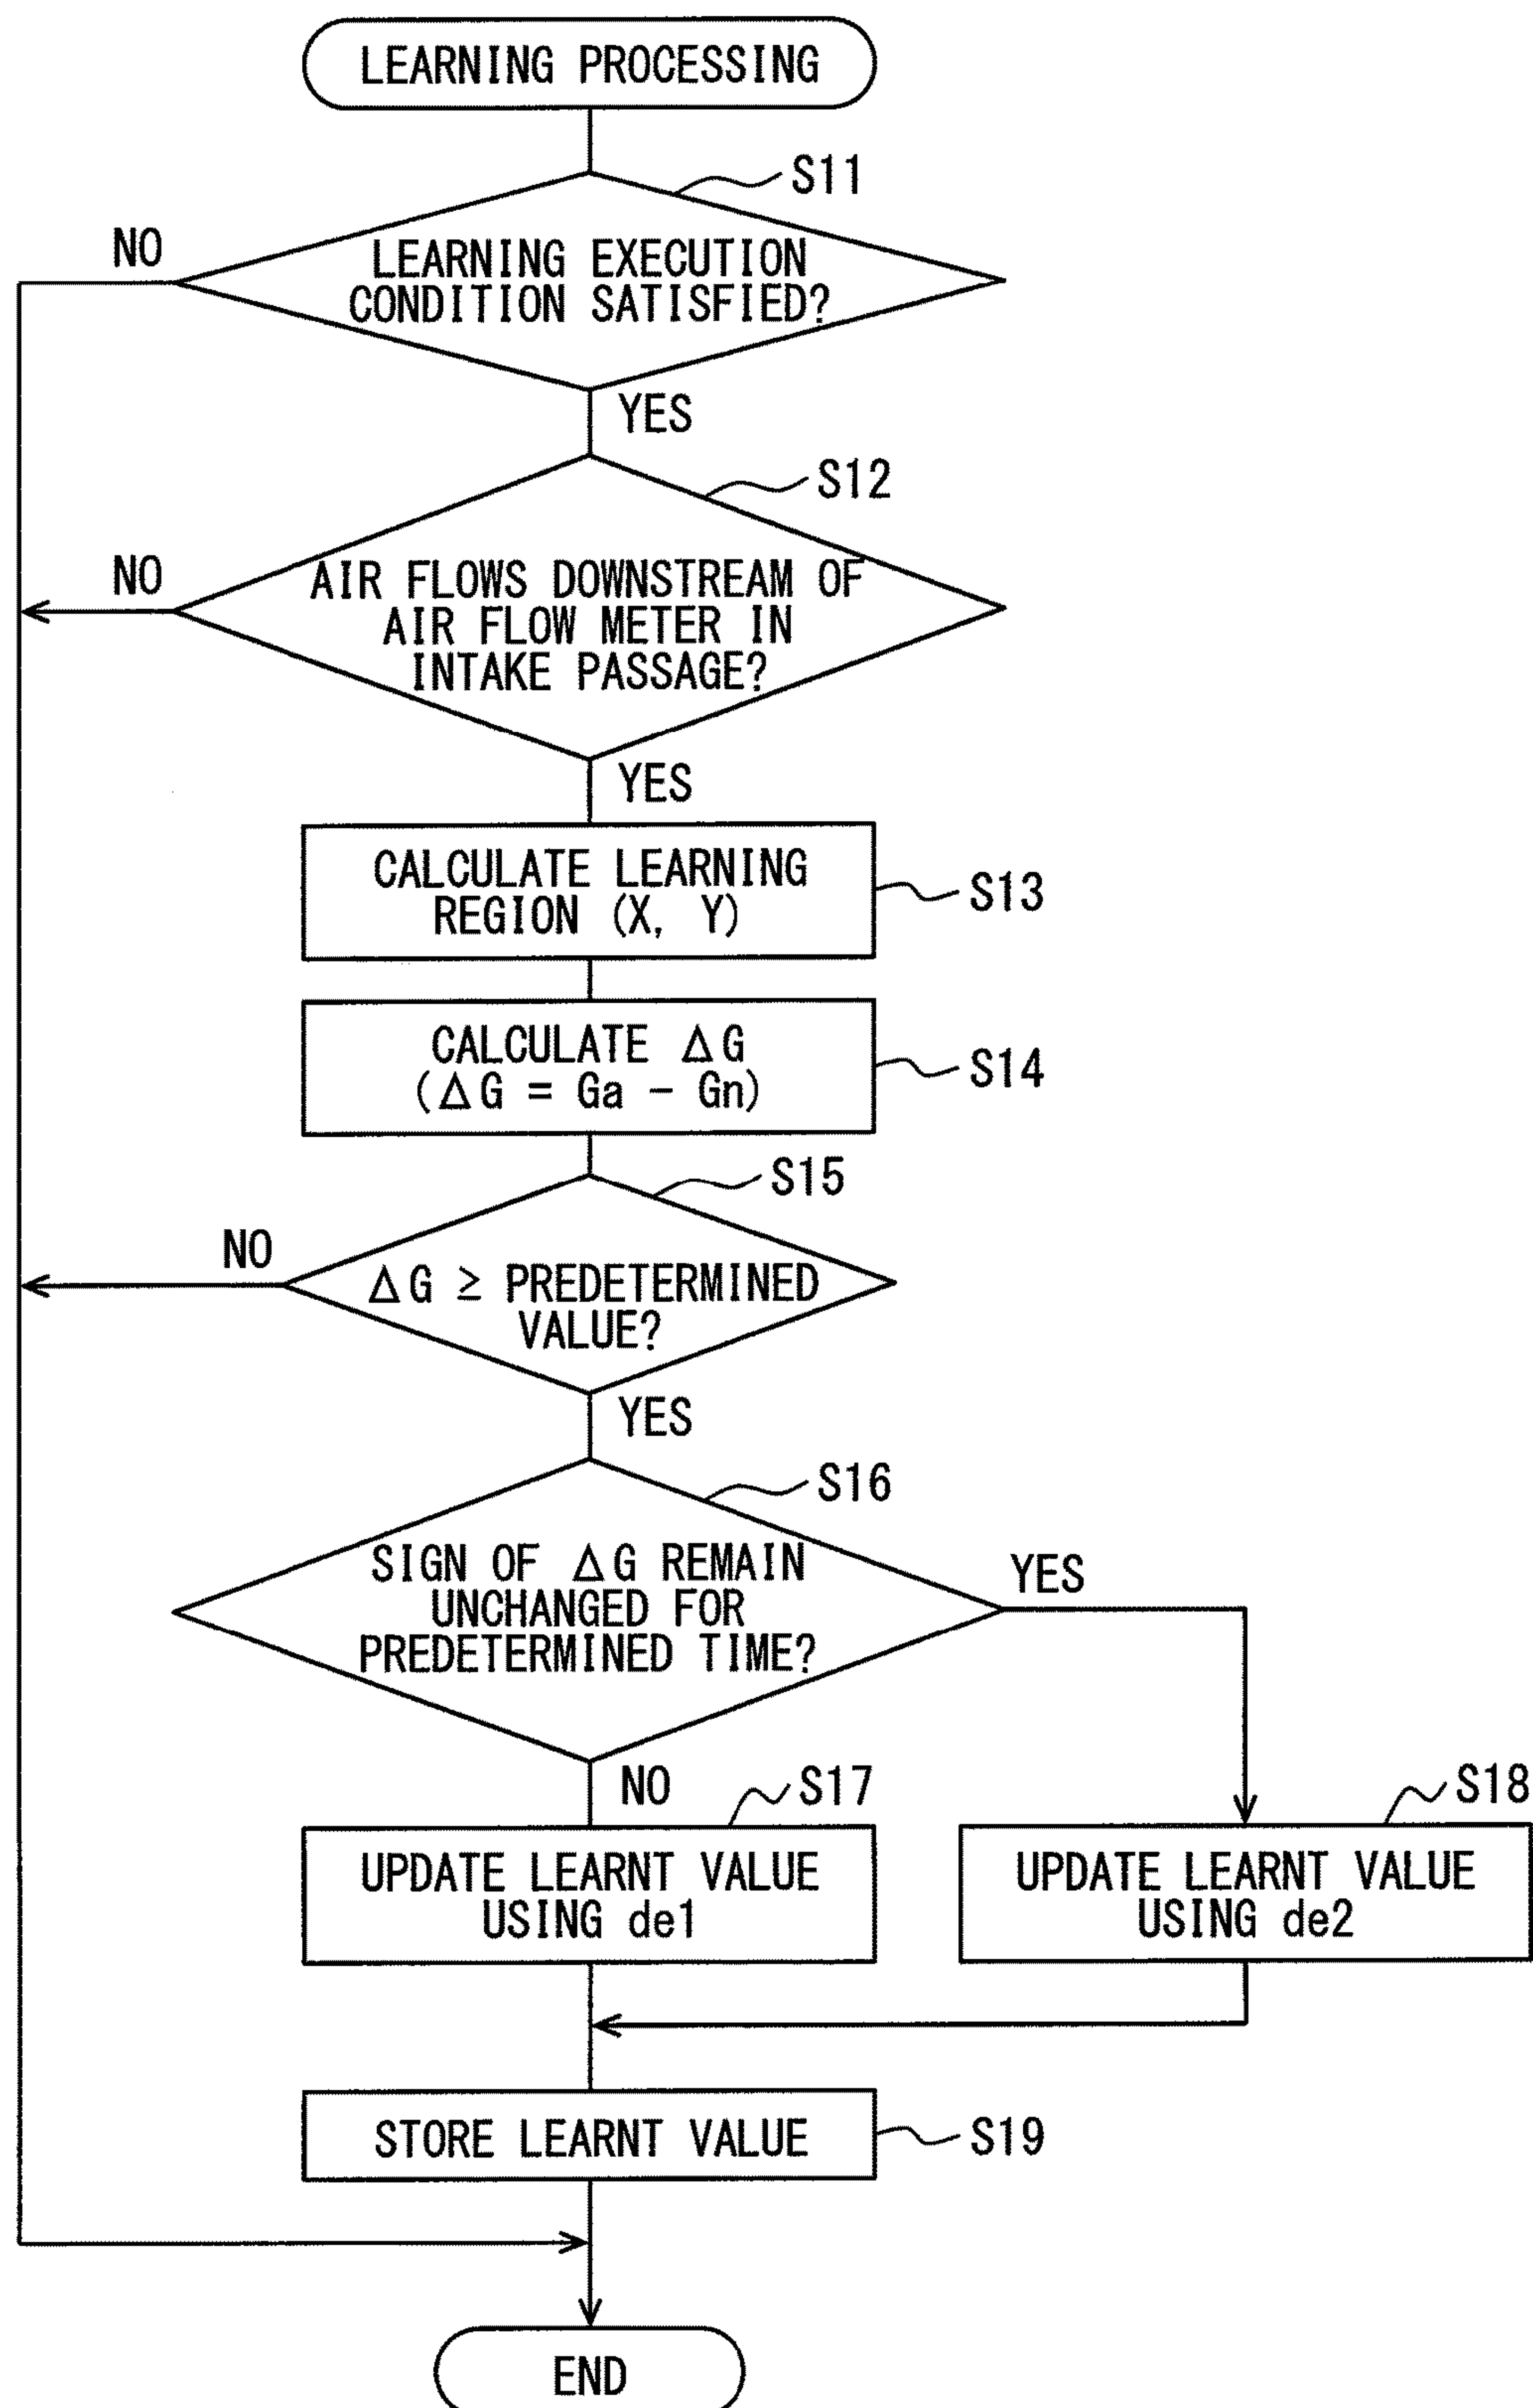 LEARNING PROCESSING
S11
NO
LEARNING EXECUTION
CONDITION SATISFIED?
YES
S12
NO
AIR FLOWS DOWNSTREAM OF
AIR FLOW METER IN
INTAKE PASSAGE?
YES
CALCULATE LEARNING
REGION (X, Y)
S13
CALCULATE ΔG
(ΔG = Ga - Gn)
S14
S15
NO
ΔG ≥ PREDETERMINED
VALUE?
YES
S16
SIGN OF ΔG REMAIN
UNCHANGED FOR
PREDETERMINED TIME?
YES
NO
S17
S18
UPDATE LEARNT VALUE
USING de1
UPDATE LEARNT VALUE
USING de2
STORE LEARNT VALUE
S19
END